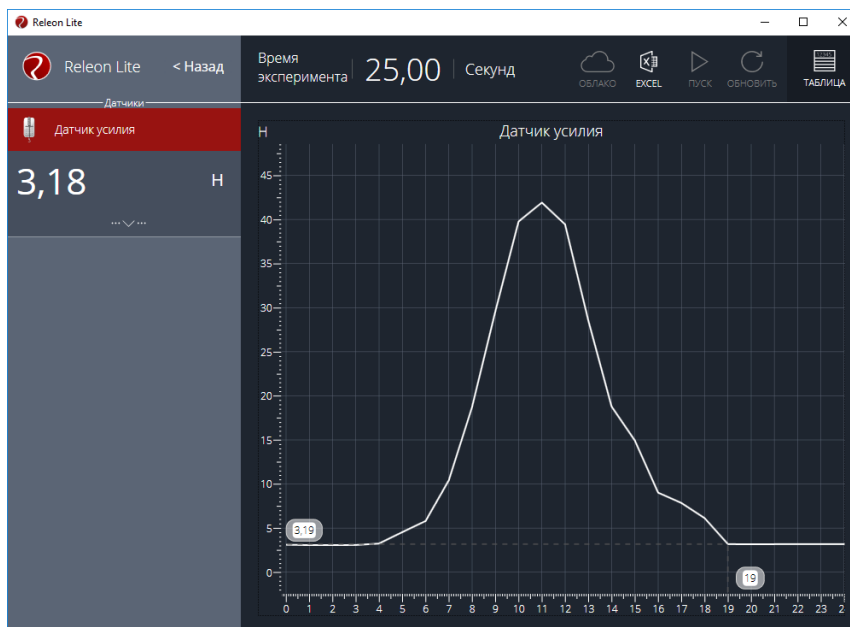 Releon Lite
Releon Lite
< Назад
Время
эксперимента
25,00
Секунд
ОБЛАКО
EXCEL
ПУСК
ОБНОВИТЬ
ТАБЛИЦА
Датчики
Датчик усилия
3,18
Н
Н
Датчик усилия
45
40
35
30
25
20
15
10
5
0
3,19
19
0 1 2 3 4 5 6 7 8 9 10 11 12 13 14 15 16 17 18 19 20 21 22 23 2